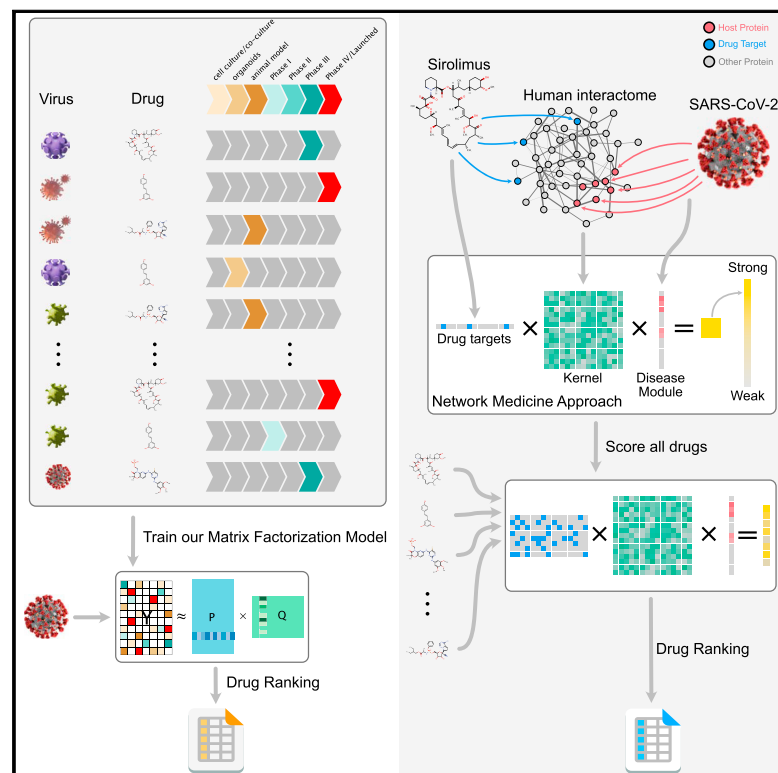 cell culture/co-culture
organoids
animal model
Phase I
Phase II
Phase III
Phase IV/Launched
Virus
Drug
Train our Matrix Factorization Model
Y
≈
P
×
Q
Drug Ranking
Host Protein
Drug Target
Other Protein
Sirolimus
Human interactome
SARS-CoV-2
Strong
×
×
=
Drug targets
Kernel
Disease
Module
Weak
Network Medicine Approach
Score all drugs
×
×
=
Drug Ranking